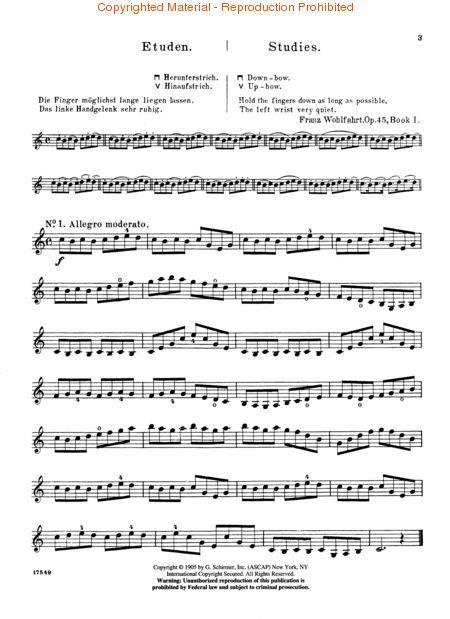 Copyrighted Material - Reproduction Prohibited
3
Etuden. | Studies.
Herunterstrich. Down-bow.
V Hinaufstrich. V Up-bow.
Die Finger möglichst lange liegen lassen. Hold the fingers down as long as possible,
Das linke Handgelenk sehr ruhig. The left wrist very quiet.
Franz Wohlfahrt. Op. 45, Book 1.
Nº 1. Allegro moderato.
f
17549
Copyright © 1905 by G. Schirmer, Inc. (ASCAP) New York, NY
International Copyright Secured. All Rights Reserved.
Warning: Unauthorized reproduction of this publication is
prohibited by Federal law and subject to criminal prosecution.